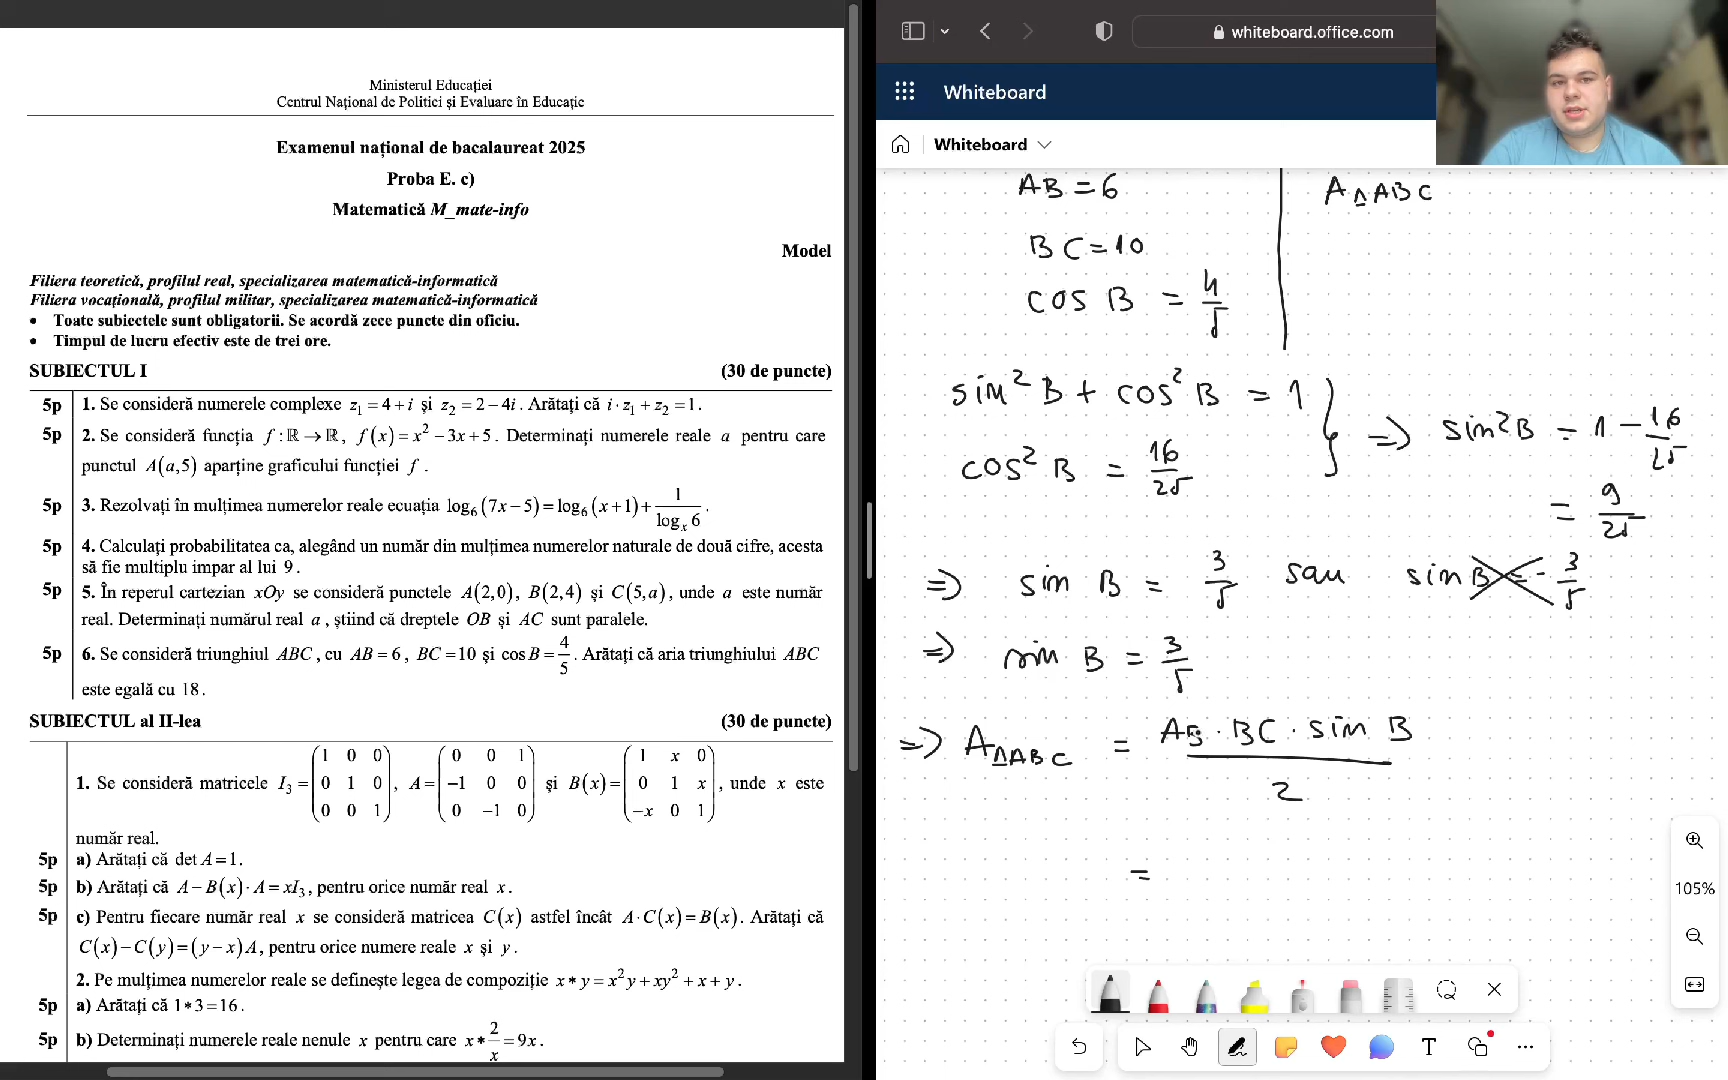 Ministerul Educației
Centrul Național de Politici și Evaluare în Educație
Examenul național de bacalaureat 2025
Proba E. c)
Matematică M_mate-info
Model
Filiera teoretică, profilul real, specializarea matematică-informatică
Filiera vocațională, profilul militar, specializarea matematică-informatică
• Toate subiectele sunt obligatorii. Se acordă zece puncte din oficiu.
• Timpul de lucru efectiv este de trei ore.
SUBIECTUL I (30 de puncte)
5p 1. Se consideră numerele complexe z₁ = 4 + i și z₂ = 2 − 4i. Arătați că i · z₁ + z₂ = 1.
5p 2. Se consideră funcția f : ℝ → ℝ, f(x) = x² − 3x + 5. Determinați numerele reale a pentru care
punctul A(a,5) aparține graficului funcției f.
5p 3. Rezolvați în mulțimea numerelor reale ecuația log₆(7x − 5) = log₆(x + 1) + 1/logₓ6.
5p 4. Calculați probabilitatea ca, alegând un număr din mulțimea numerelor naturale de două cifre, acesta
să fie multiplu impar al lui 9.
5p 5. În reperul cartezian xOy se consideră punctele A(2,0), B(2,4) și C(5,a), unde a este număr
real. Determinați numărul real a, știind că dreptele OB și AC sunt paralele.
5p 6. Se consideră triunghiul ABC, cu AB = 6, BC = 10 și cos B = 4/5. Arătați că aria triunghiului ABC
este egală cu 18.
SUBIECTUL al II-lea (30 de puncte)
1. Se consideră matricele I₃ = (1 0 0; 0 1 0; 0 0 1), A = (0 0 1; −1 0 0; 0 −1 0) și B(x) = (1 x 0; 0 1 x; −x 0 1), unde x este
număr real.
5p a) Arătați că det A = 1.
5p b) Arătați că A − B(x) · A = xI₃, pentru orice număr real x.
5p c) Pentru fiecare număr real x se consideră matricea C(x) astfel încât A · C(x) = B(x). Arătați că
C(x) − C(y) = (y − x)A, pentru orice numere reale x și y.
2. Pe mulțimea numerelor reale se definește legea de compoziție x * y = x²y + xy² + x + y.
5p a) Arătați că 1 * 3 = 16.
5p b) Determinați numerele reale nenule x pentru care x * 2/x = 9x.
whiteboard.office.com
Whiteboard
Whiteboard
AB = 6
A△ABC
BC = 10
cos B = 4/5
sin² B + cos² B = 1
cos² B = 16/25
=> sin² B = 1 − 16/25
= 9/25
=> sin B = 3/5 sau sin B = − 3/5
=> sin B = 3/5
=> A△ABC = AB · BC · sin B / 2
=
105%
T